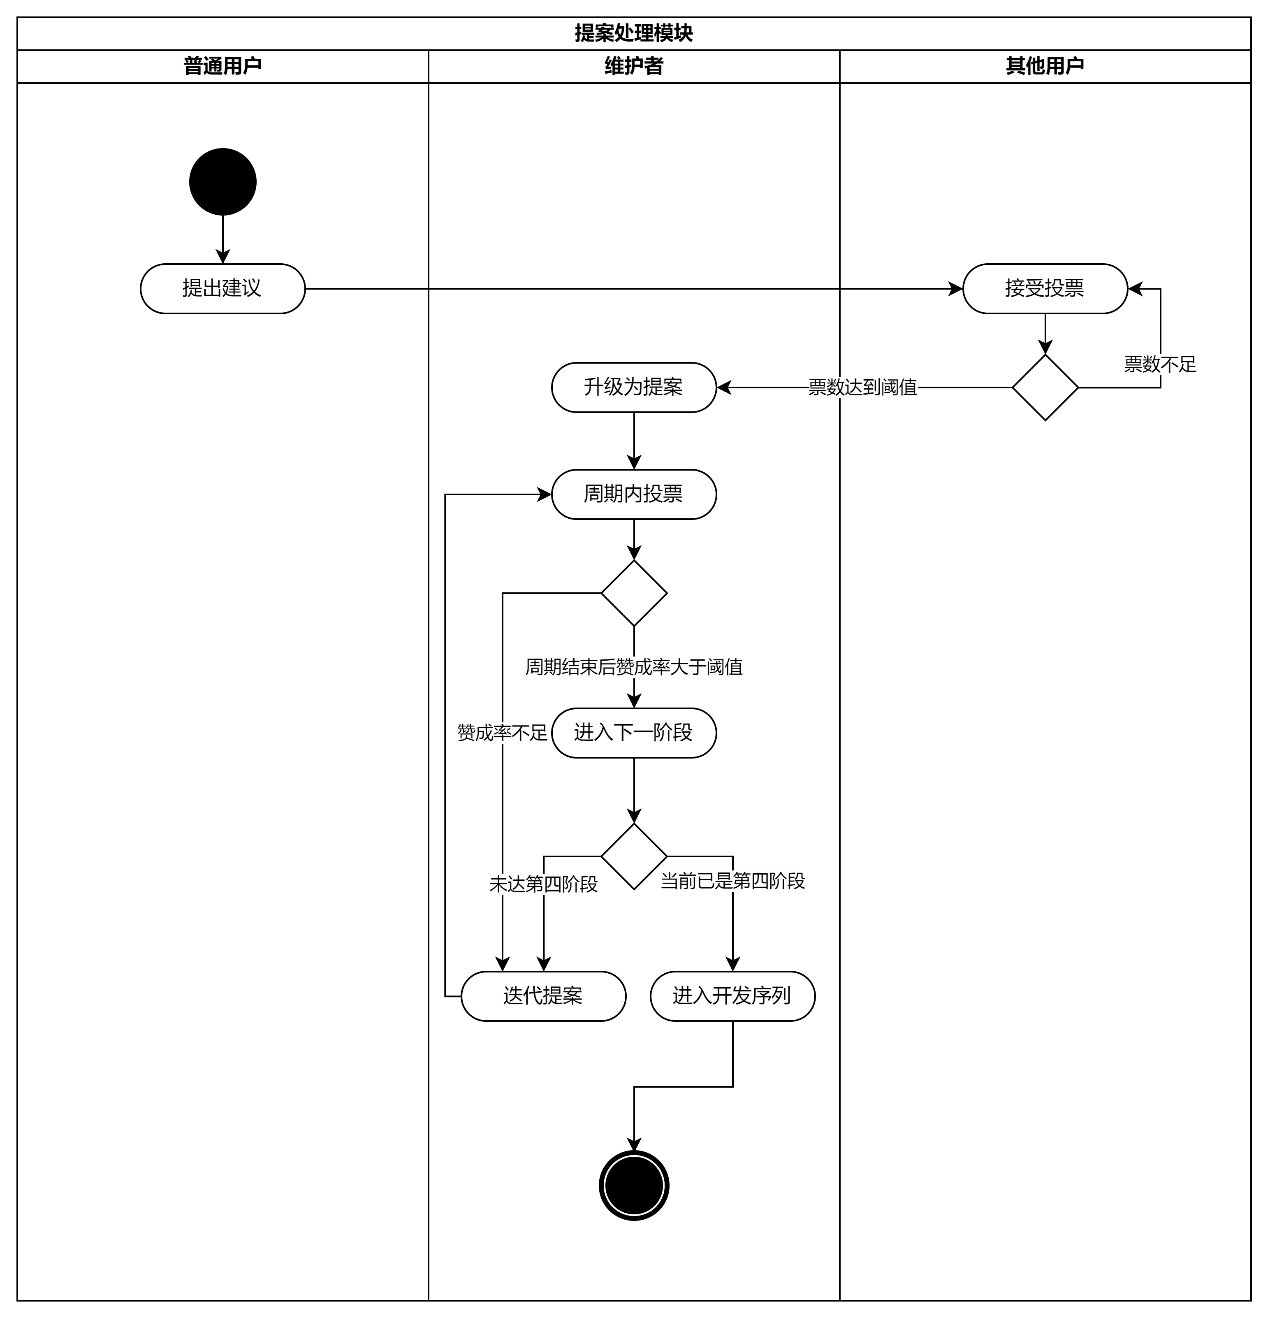 提案处理模块
普通用户
维护者
其他用户
提出建议
接受投票
票数不足
升级为提案
票数达到阈值
周期内投票
周期结束后赞成率大于阈值
赞成率不足
进入下一阶段
未达第四阶段
当前已是第四阶段
迭代提案
进入开发序列